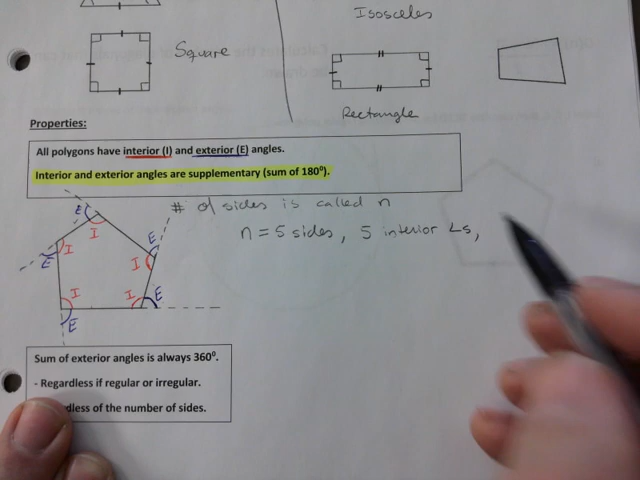 Isosceles
Square
Rectangle
Properties:
All polygons have interior (I) and exterior (E) angles.
Interior and exterior angles are supplementary (sum of 180⁰).
# of sides is called n
n = 5 sides, 5 interior ∠s,
E
I
E
I
E
I
I
I
E
E
Sum of exterior angles is always 360⁰.
- Regardless if regular or irregular.
of the number of sides.